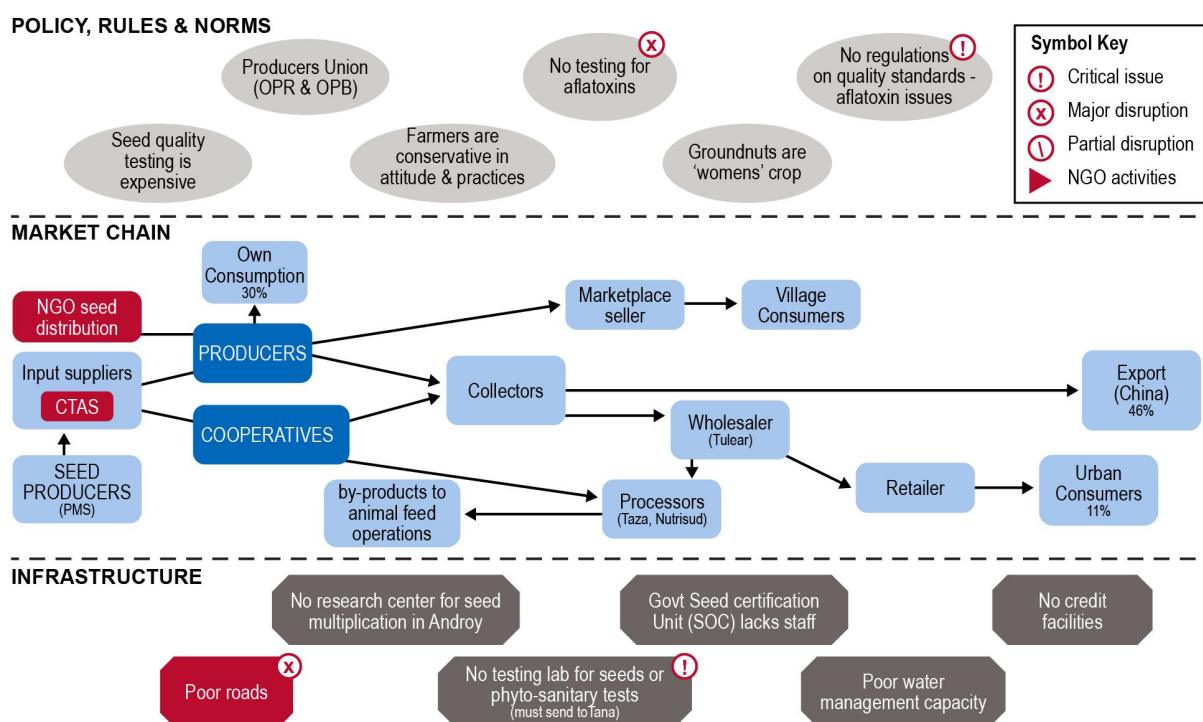 POLICY, RULES & NORMS
Producers Union
(OPR & OPB)
x
No testing for
aflatoxins
!
No regulations
on quality standards -
aflatoxin issues
Seed quality
testing is
expensive
Farmers are
conservative in
attitude & practices
Groundnuts are
‘womens’ crop
Symbol Key
! Critical issue
x Major disruption
\ Partial disruption
NGO activities
MARKET CHAIN
NGO seed
distribution
Own
Consumption
30%
Marketplace
seller
Village
Consumers
PRODUCERS
Input suppliers
CTAS
Collectors
Export
(China)
46%
COOPERATIVES
Wholesaler
(Tulear)
SEED
PRODUCERS
(PMS)
by-products to
animal feed
operations
Processors
(Taza, Nutrisud)
Retailer
Urban
Consumers
11%
INFRASTRUCTURE
No research center for seed
multiplication in Androy
Govt Seed certification
Unit (SOC) lacks staff
No credit
facilities
x
Poor roads
!
No testing lab for seeds or
phyto-sanitary tests
(must send toTana)
Poor water
management capacity